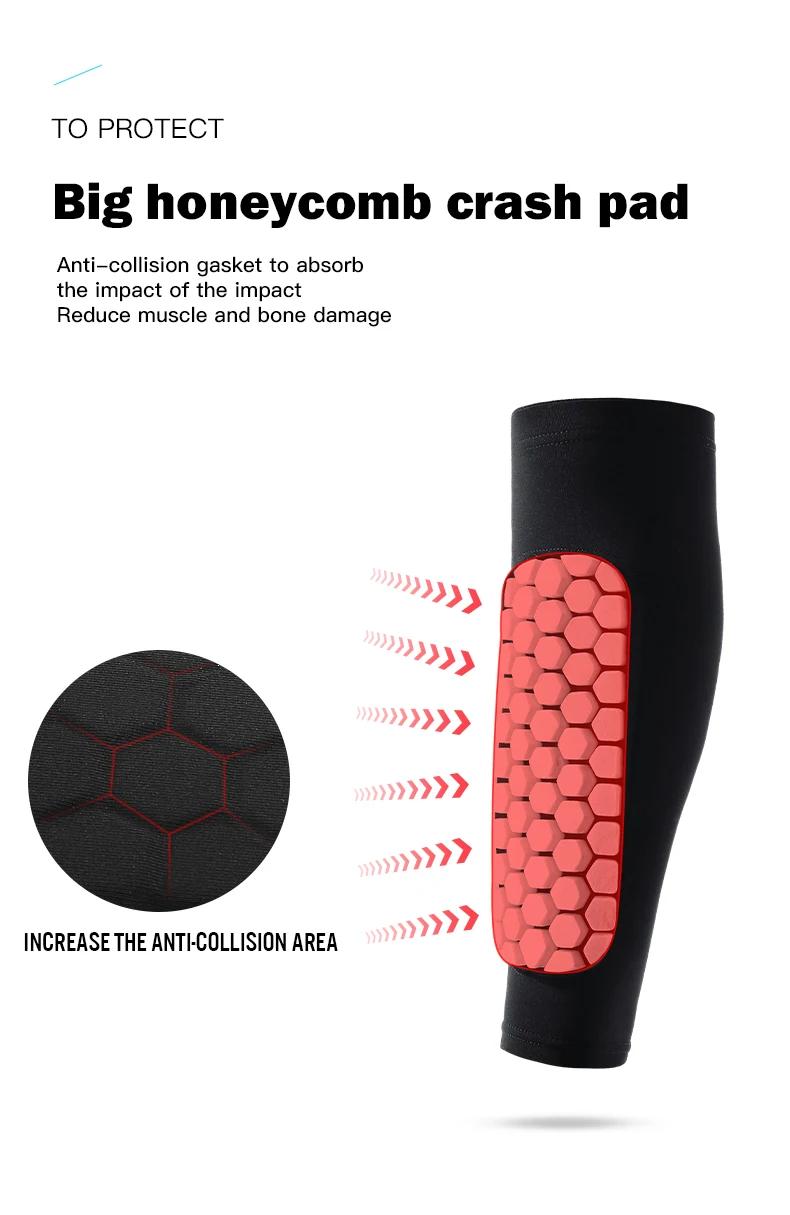 TO PROTECT
Big honeycomb crash pad
Anti-collision gasket to absorb
the impact of the impact
Reduce muscle and bone damage
INCREASE THE ANTI-COLLISION AREA